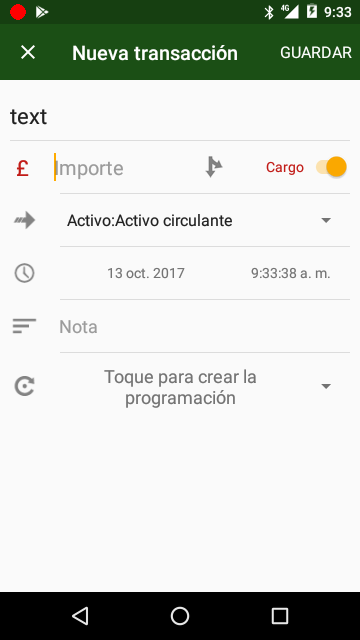 4G 9:33
Nueva transacción GUARDAR
text
£ Importe Cargo
Activo:Activo circulante
13 oct. 2017 9:33:38 a. m.
Nota
Toque para crear la
programación